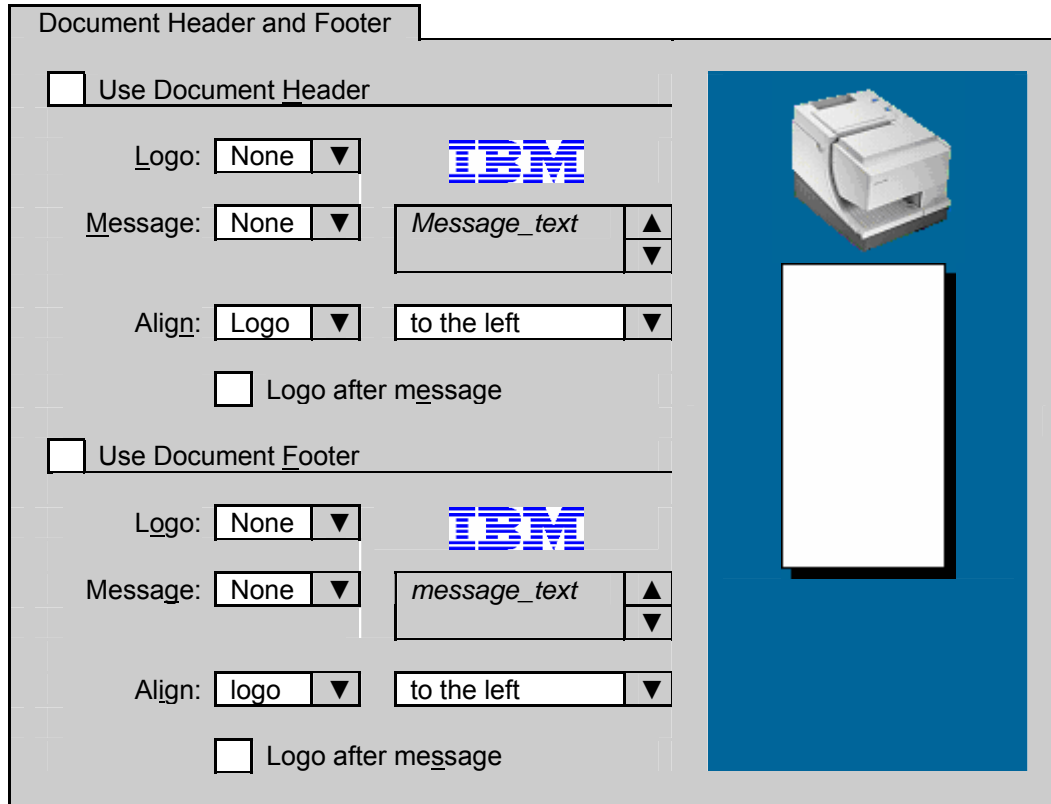 Document Header and Footer
Use Document Header
Logo: None ▼ IBM
Message: None ▼ Message_text ▲
▼
Align: Logo ▼ to the left ▼
Logo after message
Use Document Footer
Logo: None ▼ IBM
Message: None ▼ message_text ▲
▼
Align: logo ▼ to the left ▼
Logo after message